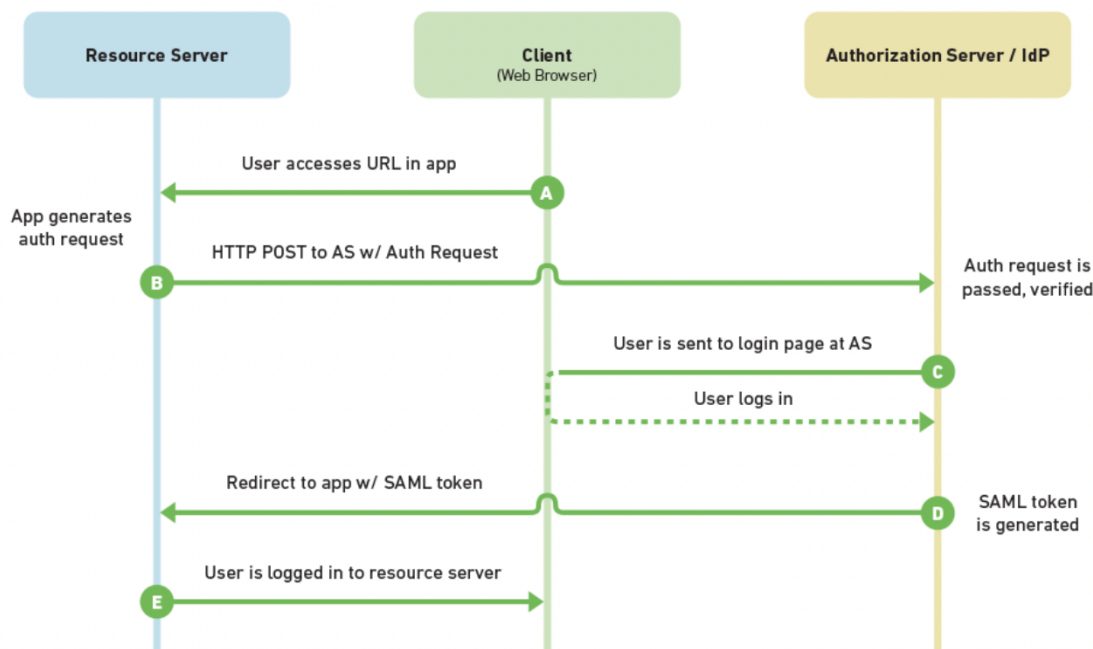 Resource Server
Client
(Web Browser)
Authorization Server / IdP
User accesses URL in app
A
App generates
auth request
HTTP POST to AS w/ Auth Request
B
Auth request is
passed, verified
User is sent to login page at AS
C
User logs in
Redirect to app w/ SAML token
D
SAML token
is generated
User is logged in to resource server
E